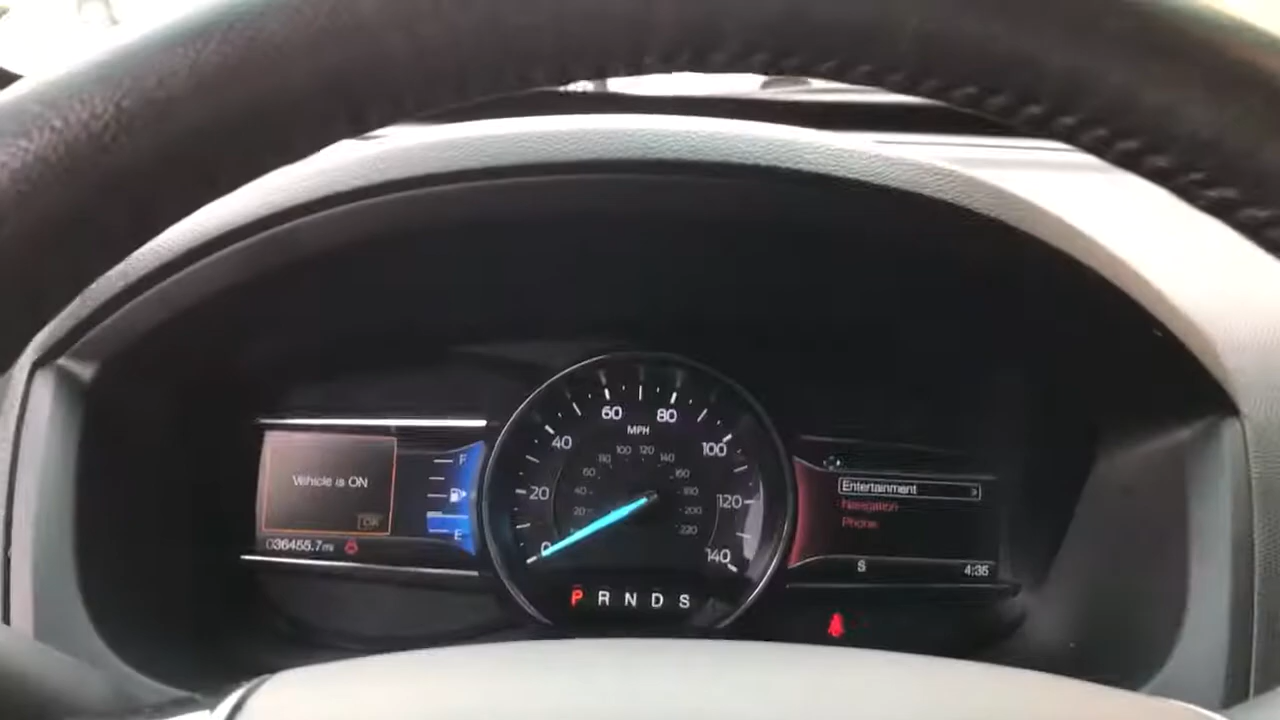 Vehicle is ON
OK
036455.7mi
F
E
0
20
40
60
80
100
120
140
MPH
20
40
60
80
100
120
140
160
180
200
220
P R N D S
Entertainment
Navigation
Phone
S
4:35